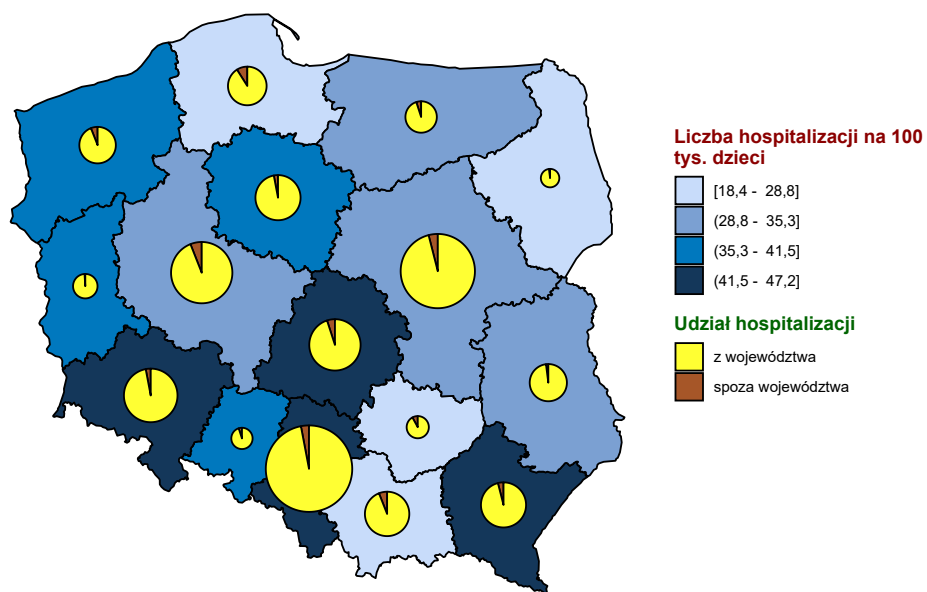 Liczba hospitalizacji na 100
tys. dzieci
[18,4 - 28,8]
(28,8 - 35,3]
(35,3 - 41,5]
(41,5 - 47,2]
Udział hospitalizacji
z województwa
spoza województwa